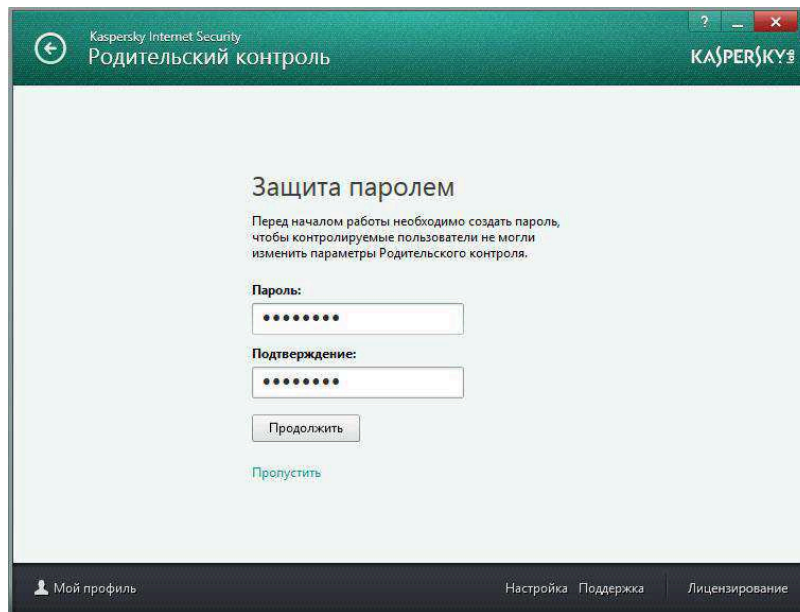 ?
Kaspersky Internet Security
Родительский контроль
KASPERSKY
Защита паролем
Перед началом работы необходимо создать пароль,
чтобы контролируемые пользователи не могли
изменить параметры Родительского контроля.
Пароль:
Подтверждение:
Продолжить
Пропустить
Мой профиль
Настройка Поддержка Лицензирование